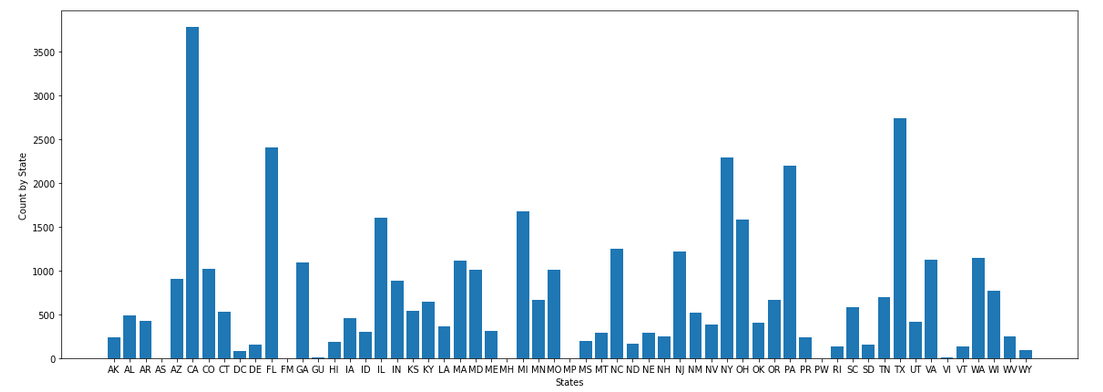 Count by State
3500
3000
2500
2000
1500
1000
500
0
AK AL AR AS AZ CA CO CT DC DE FL FM GA GU HI IA ID IL IN KS KY LA MA MD ME MH MI MN MO MP MS MT NC ND NE NH NJ NM NV NY OH OK OR PA PR PW RI SC SD TN TX UT VA VI VT WA WI WV WY
States